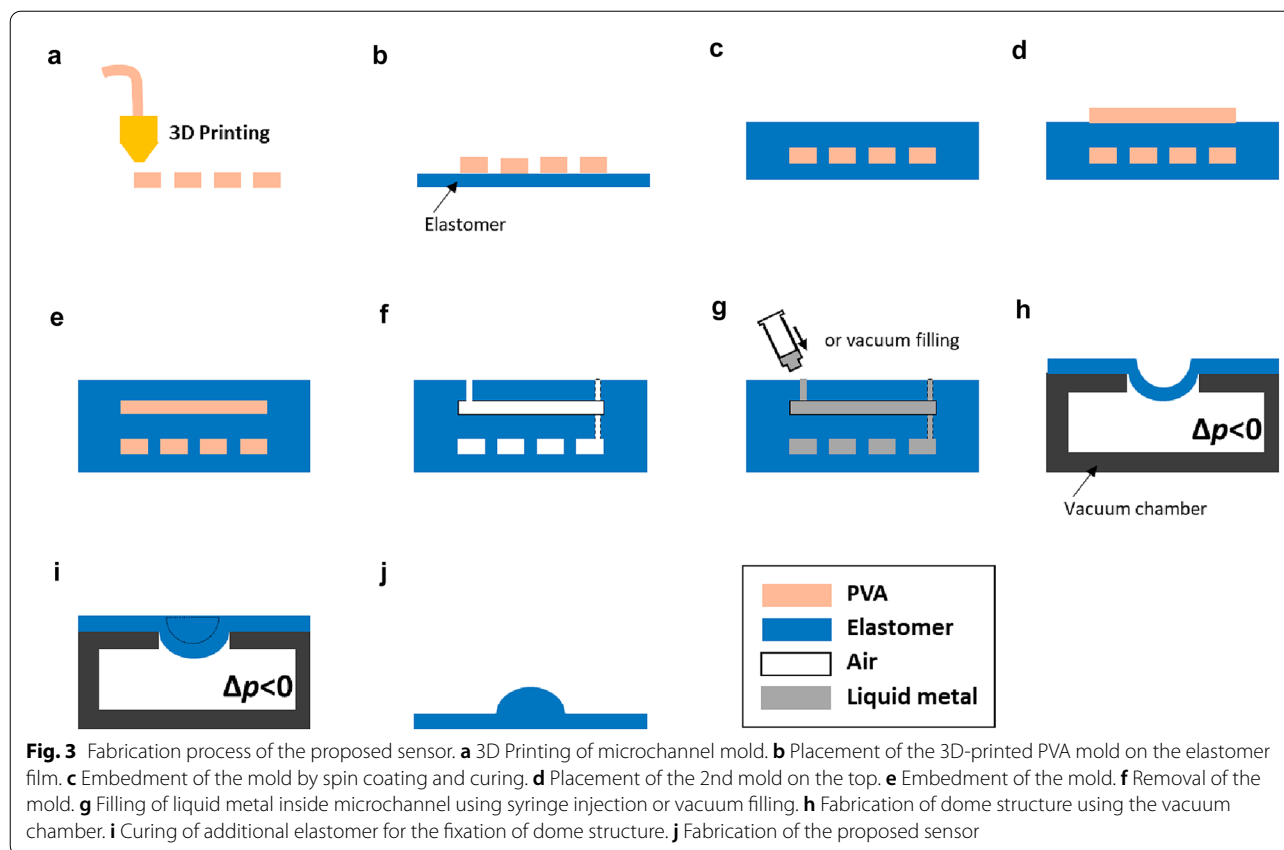 a
b
c
d
3D Printing
Elastomer
e
f
g
h
or vacuum filling
Δp<0
Vacuum chamber
i
j
Δp<0
PVA
Elastomer
Air
Liquid metal
Fig. 3 Fabrication process of the proposed sensor. a 3D Printing of microchannel mold. b Placement of the 3D-printed PVA mold on the elastomer
film. c Embedment of the mold by spin coating and curing. d Placement of the 2nd mold on the top. e Embedment of the mold. f Removal of the
mold. g Filling of liquid metal inside microchannel using syringe injection or vacuum filling. h Fabrication of dome structure using the vacuum
chamber. i Curing of additional elastomer for the fixation of dome structure. j Fabrication of the proposed sensor